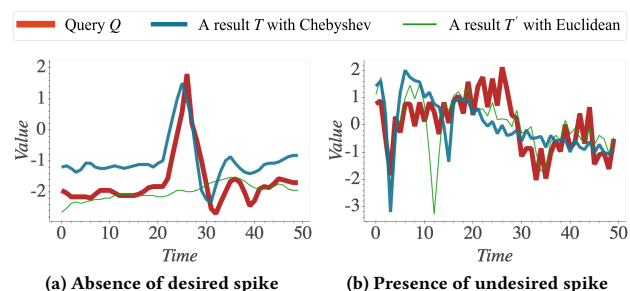 Query Q A result T with Chebyshev A result T′ with Euclidean
2
1
0
-1
-2
Value
0 10 20 30 40 50
Time
(a) Absence of desired spike
2
1
0
-1
-2
-3
Value
0 10 20 30 40 50
Time
(b) Presence of undesired spike